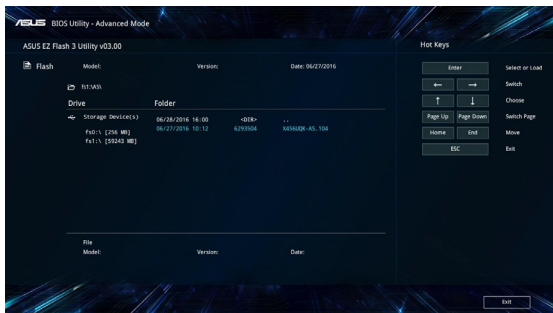 ASUS BIOS Utility - Advanced Mode
ASUS EZ Flash 3 Utility v03.00
Hot Keys
Flash
Model: Version: Date: 06/27/2016
fs1:\A5\
Drive Folder
Storage Device(s)
fs0:\ [256 MB]
fs1:\ [59243 MB]
06/28/2016 16:00 <DIR> ..
06/27/2016 10:12 6293504 X456UQK-AS.104
File
Model: Version: Date:
Enter Select or Load
← → Switch
↑ ↓ Choose
Page Up Page Down Switch Page
Home End Move
ESC Exit
Exit